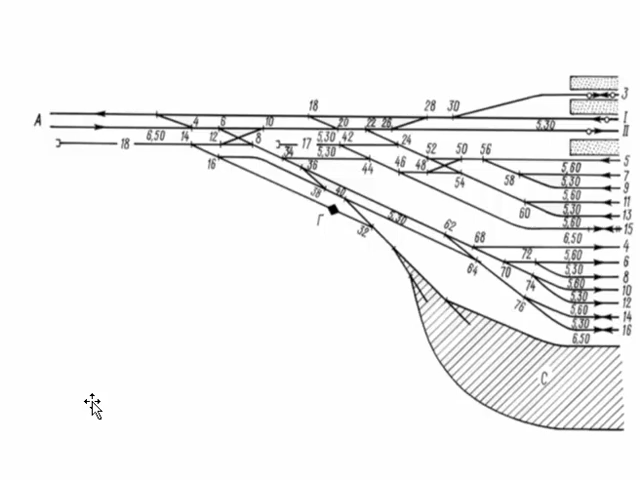 3
18 28 30
А I
4 6 10 20 22 26 5,30 II
6,50 14 12 8 17 5,30 42 24
18 34 5,30 52 50 56 5
16 36 44 46 48 5,60 7
58 5,30 9
54 5,60
38 40 11
60 5,30 13
Г 5,30 5,60 15
32 62 68 6,50 4
72 5,60 6
64 70 5,30 8
74 5,60 10
5,30 12
76 5,60 14
5,30 16
6,50
С